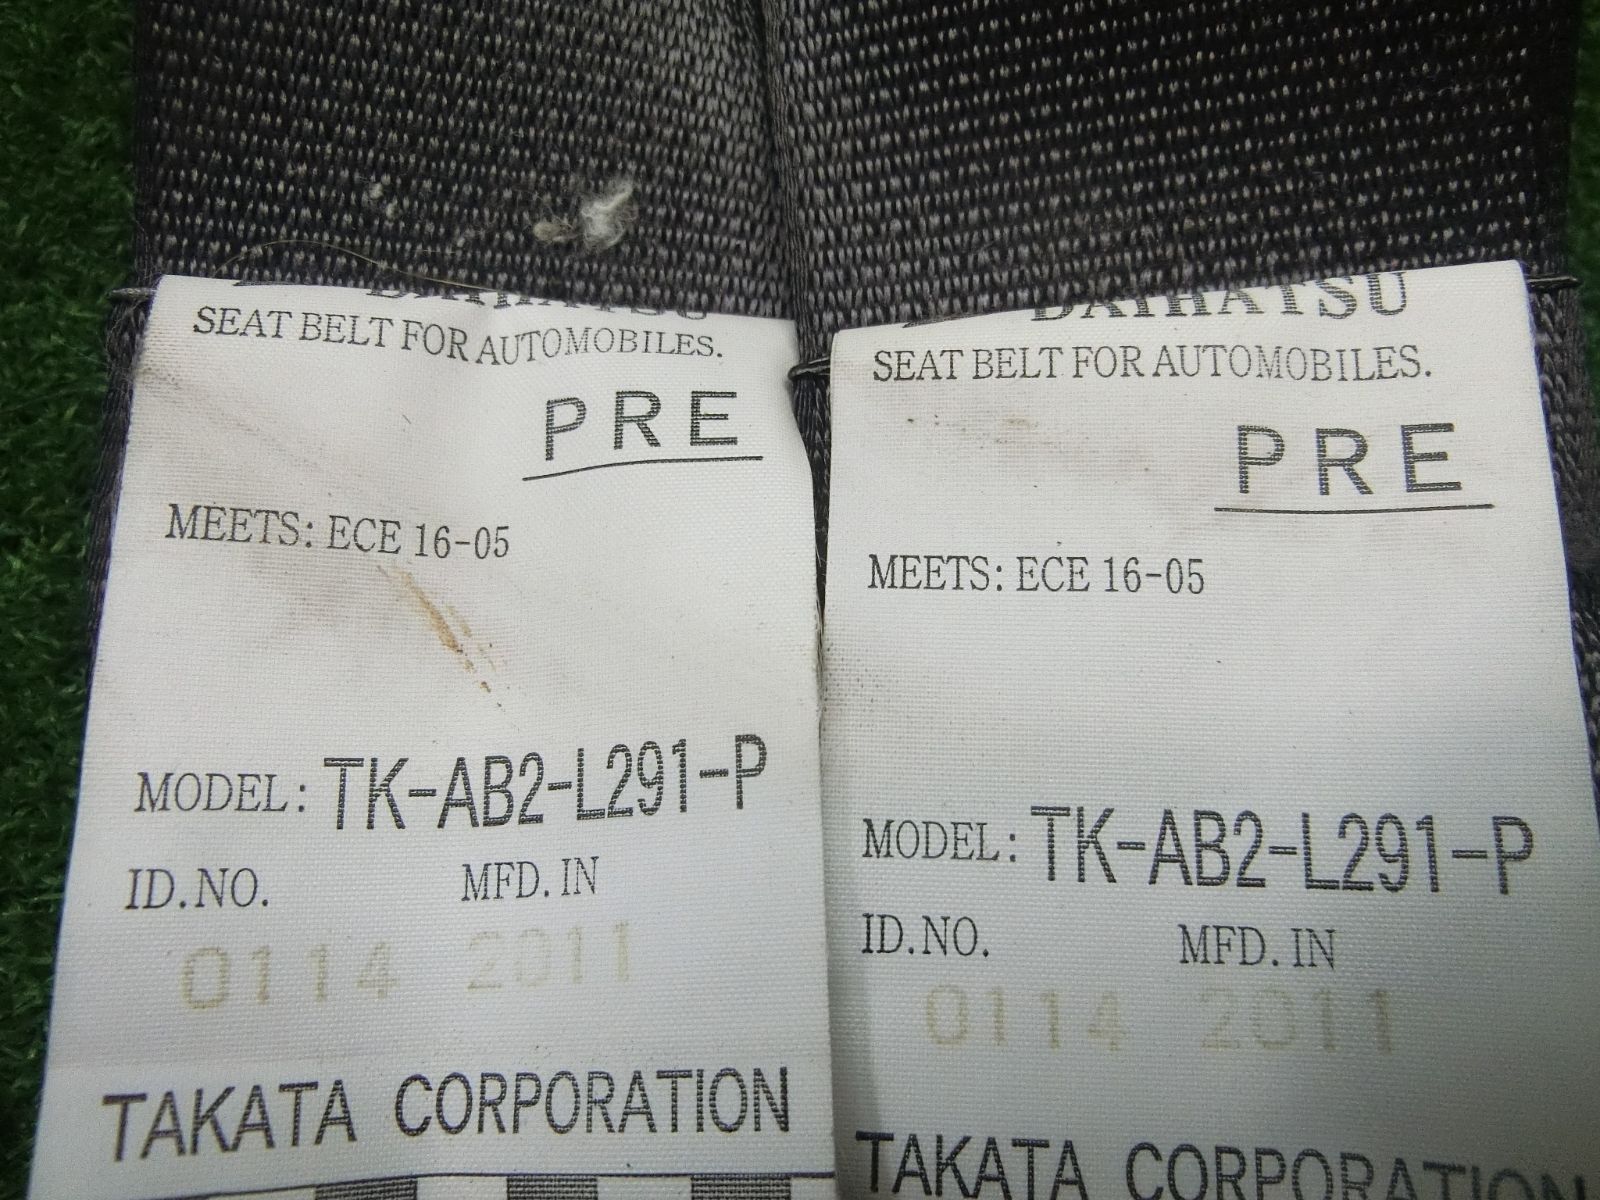 DAIHATSU
SEAT BELT FOR AUTOMOBILES.
PRE
MEETS: ECE 16-05
MODEL: TK-AB2-L291-P
ID.NO. MFD. IN
0114 2011
TAKATA CORPORATION
DAIHATSU
SEAT BELT FOR AUTOMOBILES.
PRE
MEETS: ECE 16-05
MODEL: TK-AB2-L291-P
ID.NO. MFD. IN
0114 2011
TAKATA CORPORATION